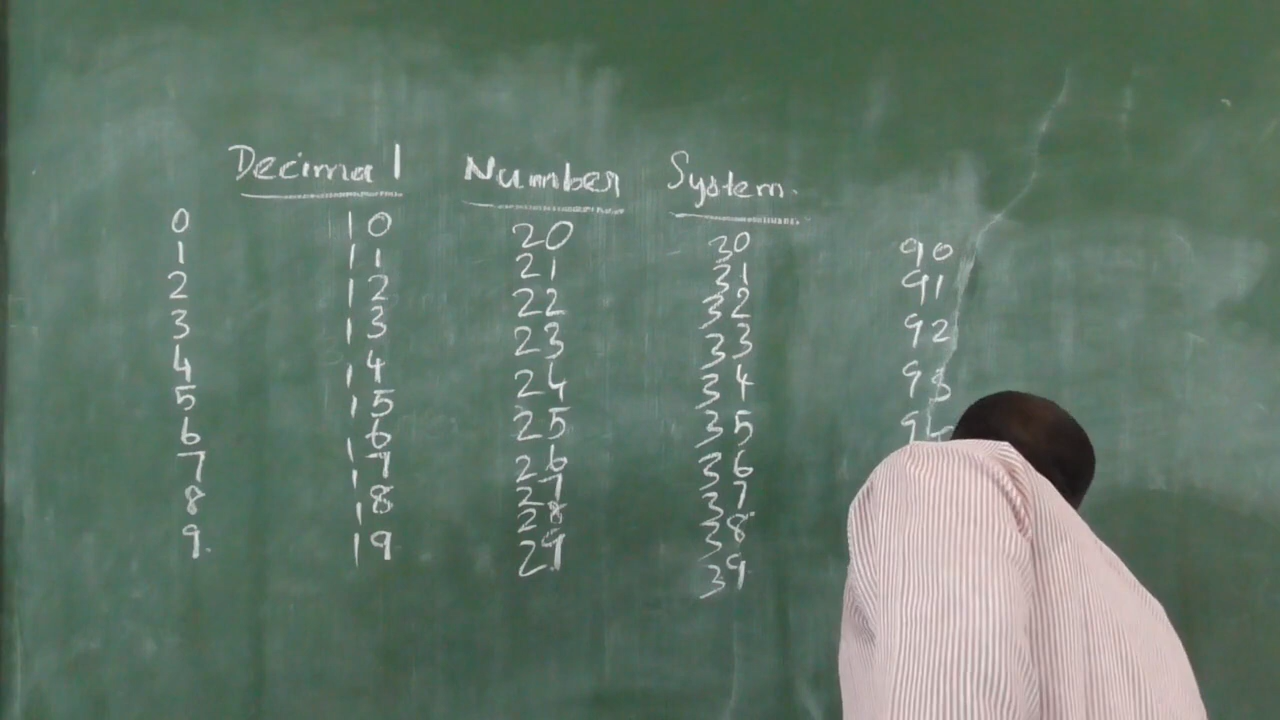 Decimal Number System.
0 10 20 30 90
1 11 21 31 91
2 12 22 32 92
3 13 23 33 93
4 14 24 34
5 15 25 35
6 16 26 36
7 17 27 37
8 18 28 38
9. 19 29 39